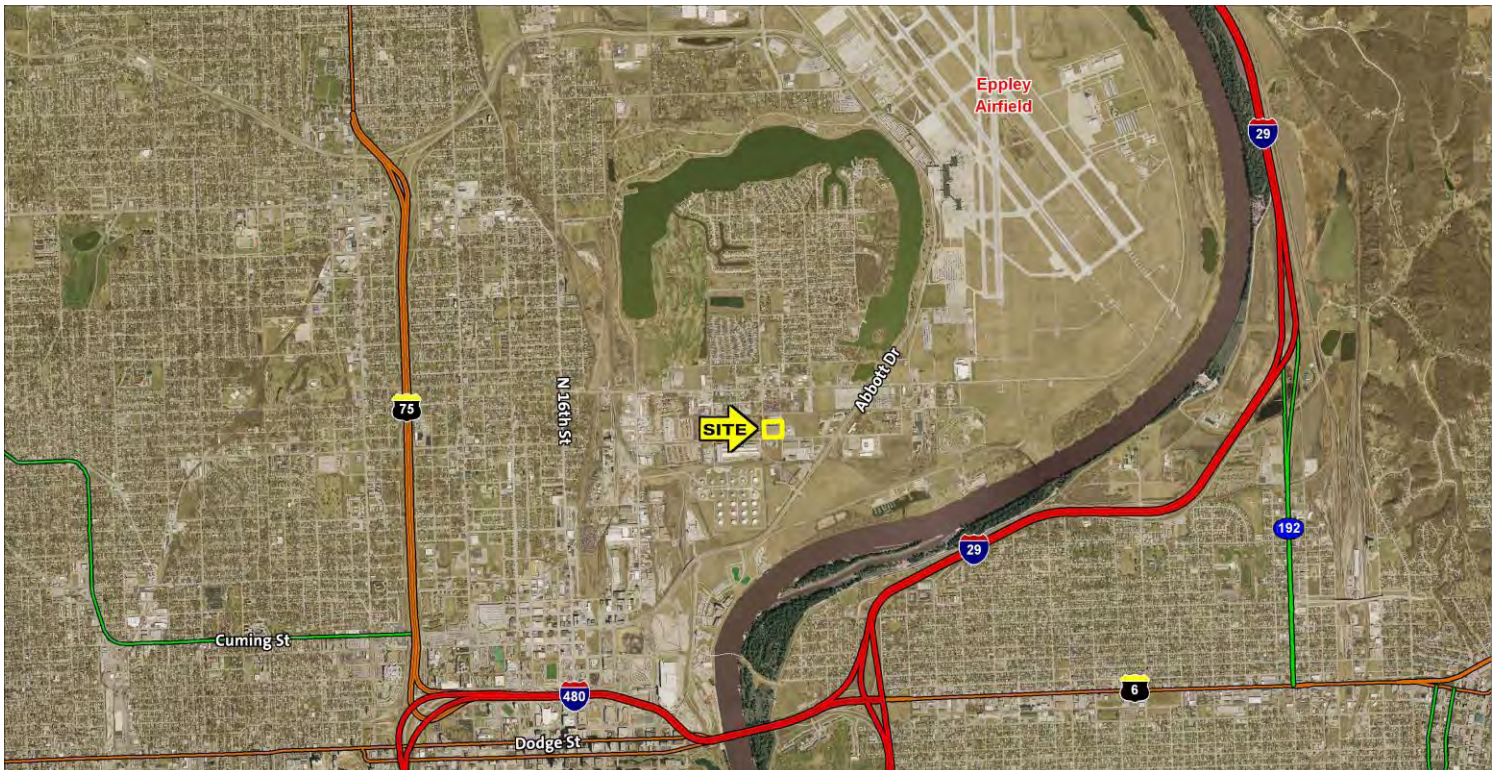 Eppley
Airfield
29
Abbott Dr
75
N 16th St
SITE
192
29
Cuming St
6
480
Dodge St